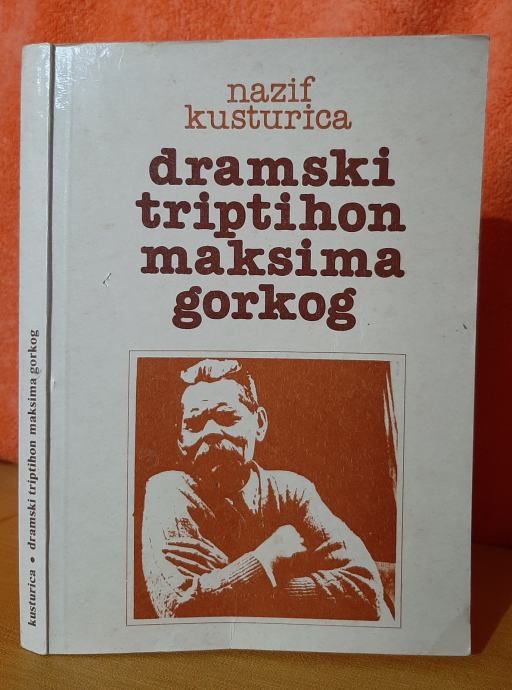 nazif
kusturica
dramski
triptihon
maksima
gorkog
kusturica • dramski triptihon maksima gorkog